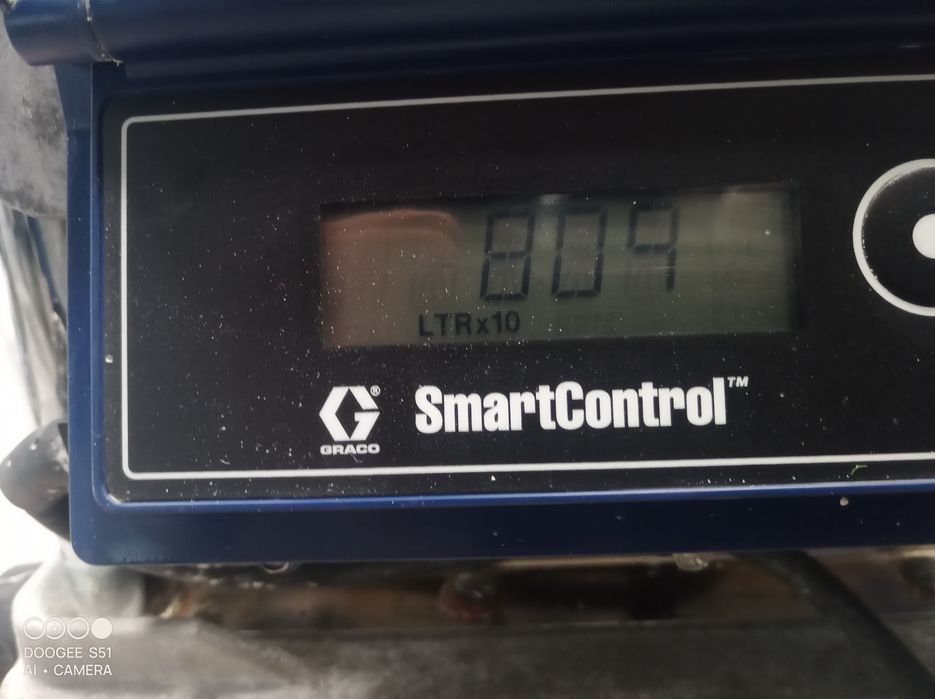 809
LTRx10
GRACO®
SmartControl™
DOOGEE S51
AI • CAMERA